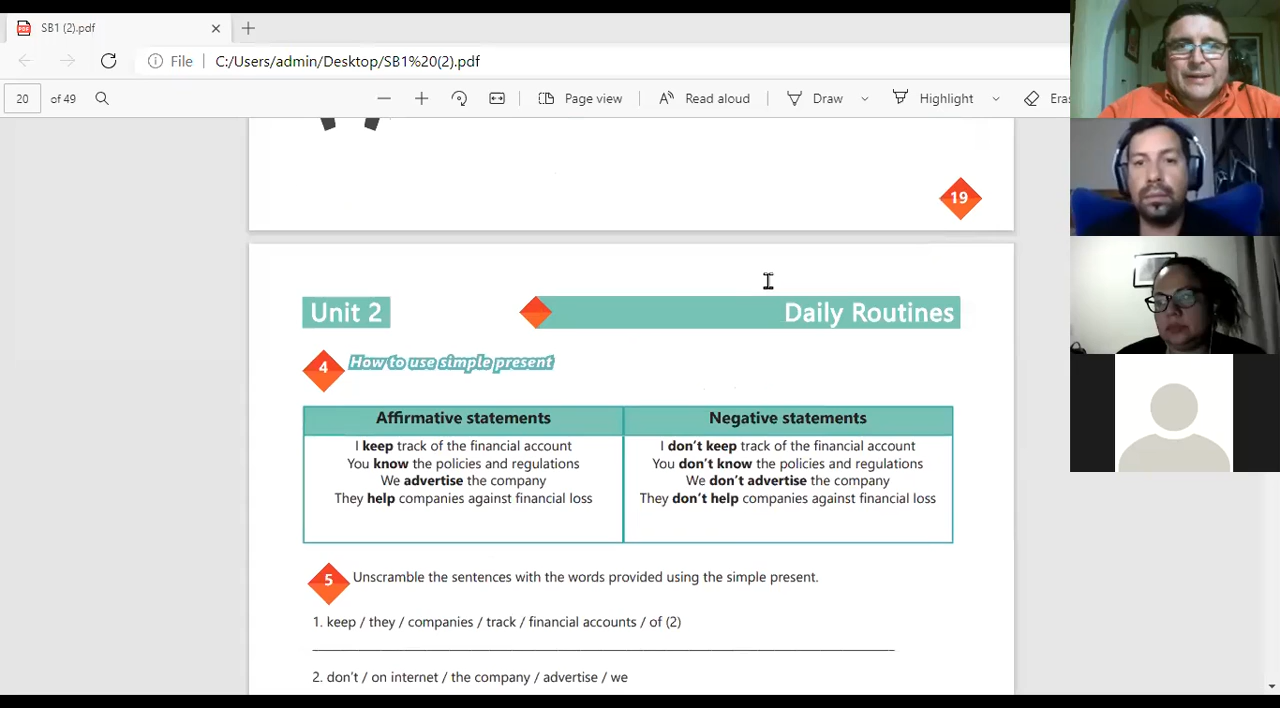 SB1 (2).pdf
File C:/Users/admin/Desktop/SB1%20(2).pdf
20 of 49 Page view Read aloud Draw Highlight Eras
19
Unit 2 Daily Routines
4 How to use simple present
Affirmative statements Negative statements
I keep track of the financial account I don't keep track of the financial account
You know the policies and regulations You don't know the policies and regulations
We advertise the company We don't advertise the company
They help companies against financial loss They don't help companies against financial loss
5 Unscramble the sentences with the words provided using the simple present.
1. keep / they / companies / track / financial accounts / of (2)
2. don't / on internet / the company / advertise / we